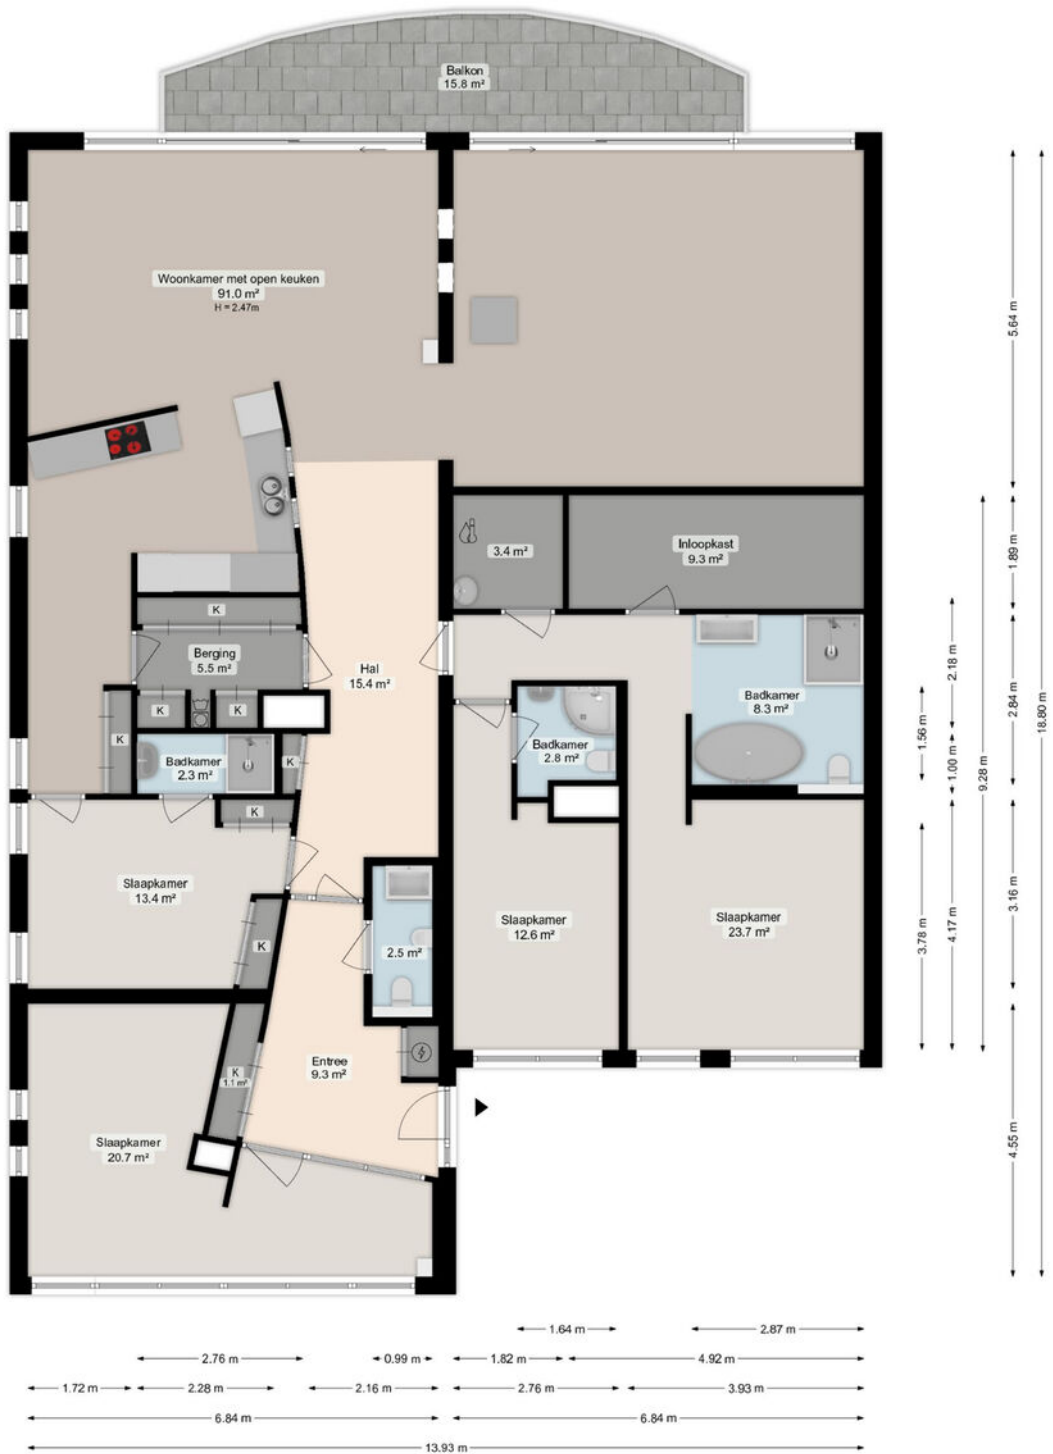 Balkon
15.8 m²
Woonkamer met open keuken
91.0 m²
H = 2.47m
5.64 m
18.80 m
3.4 m²
Inloopkast
9.3 m²
1.89 m
K
Berging
5.5 m²
Hal
15.4 m²
K
K
K
Badkamer
2.3 m²
K
K
Badkamer
2.8 m²
Badkamer
8.3 m²
2.18 m
2.84 m
1.56 m
1.00 m
9.28 m
Slaapkamer
13.4 m²
K
2.5 m²
Slaapkamer
12.6 m²
Slaapkamer
23.7 m²
3.16 m
3.78 m
4.17 m
Entree
9.3 m²
K
1.1 m²
Slaapkamer
20.7 m²
4.55 m
1.64 m
2.87 m
2.76 m
0.99 m
1.82 m
4.92 m
1.72 m
2.28 m
2.16 m
2.76 m
3.93 m
6.84 m
6.84 m
13.93 m